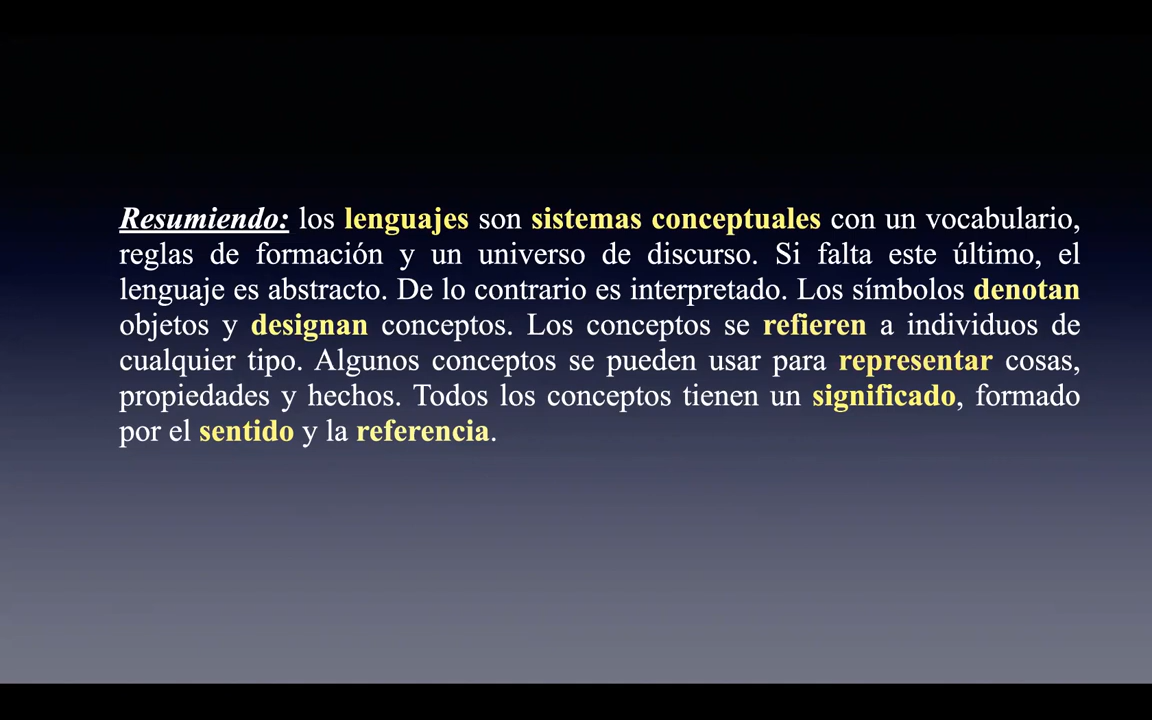 Resumiendo: los lenguajes son sistemas conceptuales con un vocabulario,
reglas de formación y un universo de discurso. Si falta este último, el
lenguaje es abstracto. De lo contrario es interpretado. Los símbolos denotan
objetos y designan conceptos. Los conceptos se refieren a individuos de
cualquier tipo. Algunos conceptos se pueden usar para representar cosas,
propiedades y hechos. Todos los conceptos tienen un significado, formado
por el sentido y la referencia.